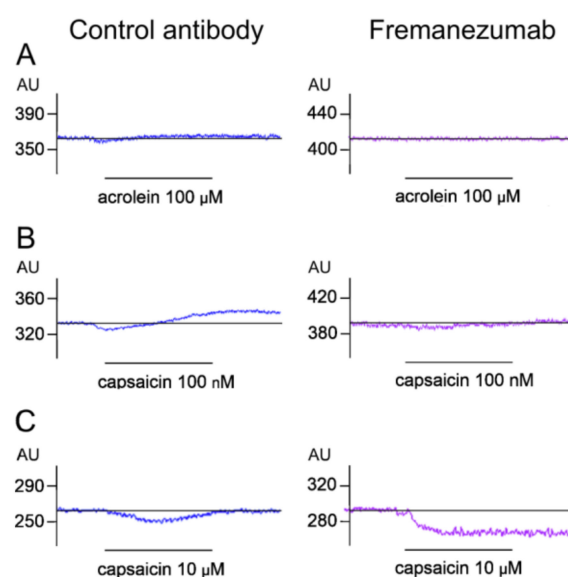 Control antibody Fremanezumab
A
AU AU
390 440
350 400
acrolein 100 µM acrolein 100 µM
B
AU AU
360 420
320 380
capsaicin 100 nM capsaicin 100 nM
C
AU AU
290 320
250 280
capsaicin 10 µM capsaicin 10 µM